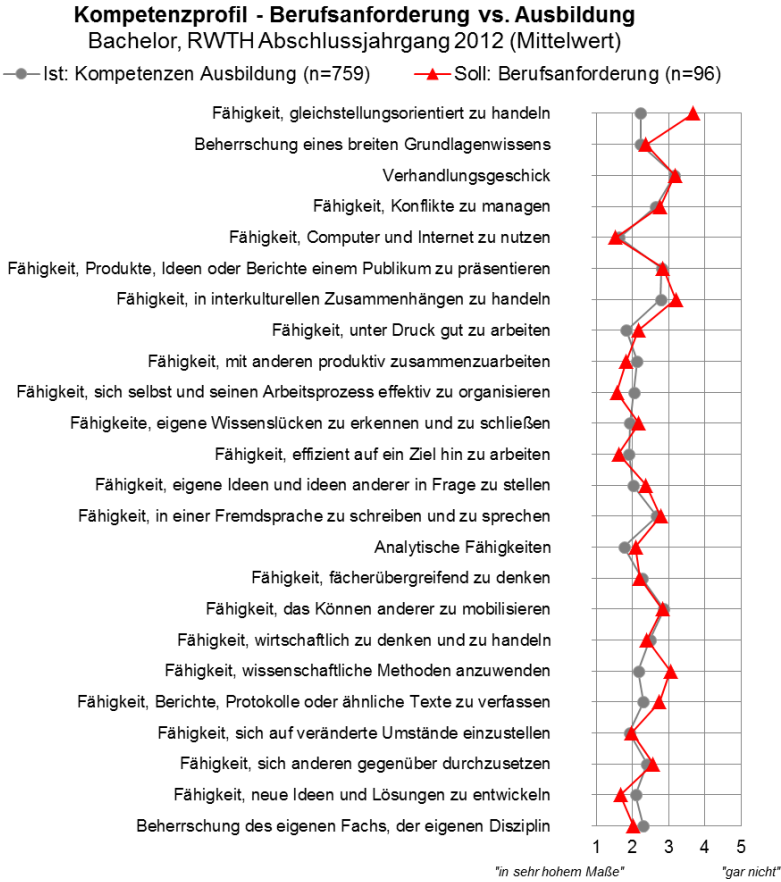 Kompetenzprofil - Berufsanforderung vs. Ausbildung
Bachelor, RWTH Abschlussjahrgang 2012 (Mittelwert)
Ist: Kompetenzen Ausbildung (n=759) Soll: Berufsanforderung (n=96)
Fähigkeit, gleichstellungsorientiert zu handeln
Beherrschung eines breiten Grundlagenwissens
Verhandlungsgeschick
Fähigkeit, Konflikte zu managen
Fähigkeit, Computer und Internet zu nutzen
Fähigkeit, Produkte, Ideen oder Berichte einem Publikum zu präsentieren
Fähigkeit, in interkulturellen Zusammenhängen zu handeln
Fähigkeit, unter Druck gut zu arbeiten
Fähigkeit, mit anderen produktiv zusammenzuarbeiten
Fähigkeit, sich selbst und seinen Arbeitsprozess effektiv zu organisieren
Fähigkeite, eigene Wissenslücken zu erkennen und zu schließen
Fähigkeit, effizient auf ein Ziel hin zu arbeiten
Fähigkeit, eigene Ideen und ideen anderer in Frage zu stellen
Fähigkeit, in einer Fremdsprache zu schreiben und zu sprechen
Analytische Fähigkeiten
Fähigkeit, fächerübergreifend zu denken
Fähigkeit, das Können anderer zu mobilisieren
Fähigkeit, wirtschaftlich zu denken und zu handeln
Fähigkeit, wissenschaftliche Methoden anzuwenden
Fähigkeit, Berichte, Protokolle oder ähnliche Texte zu verfassen
Fähigkeit, sich auf veränderte Umstände einzustellen
Fähigkeit, sich anderen gegenüber durchzusetzen
Fähigkeit, neue Ideen und Lösungen zu entwickeln
Beherrschung des eigenen Fachs, der eigenen Disziplin
1 2 3 4 5
"in sehr hohem Maße" "gar nicht"